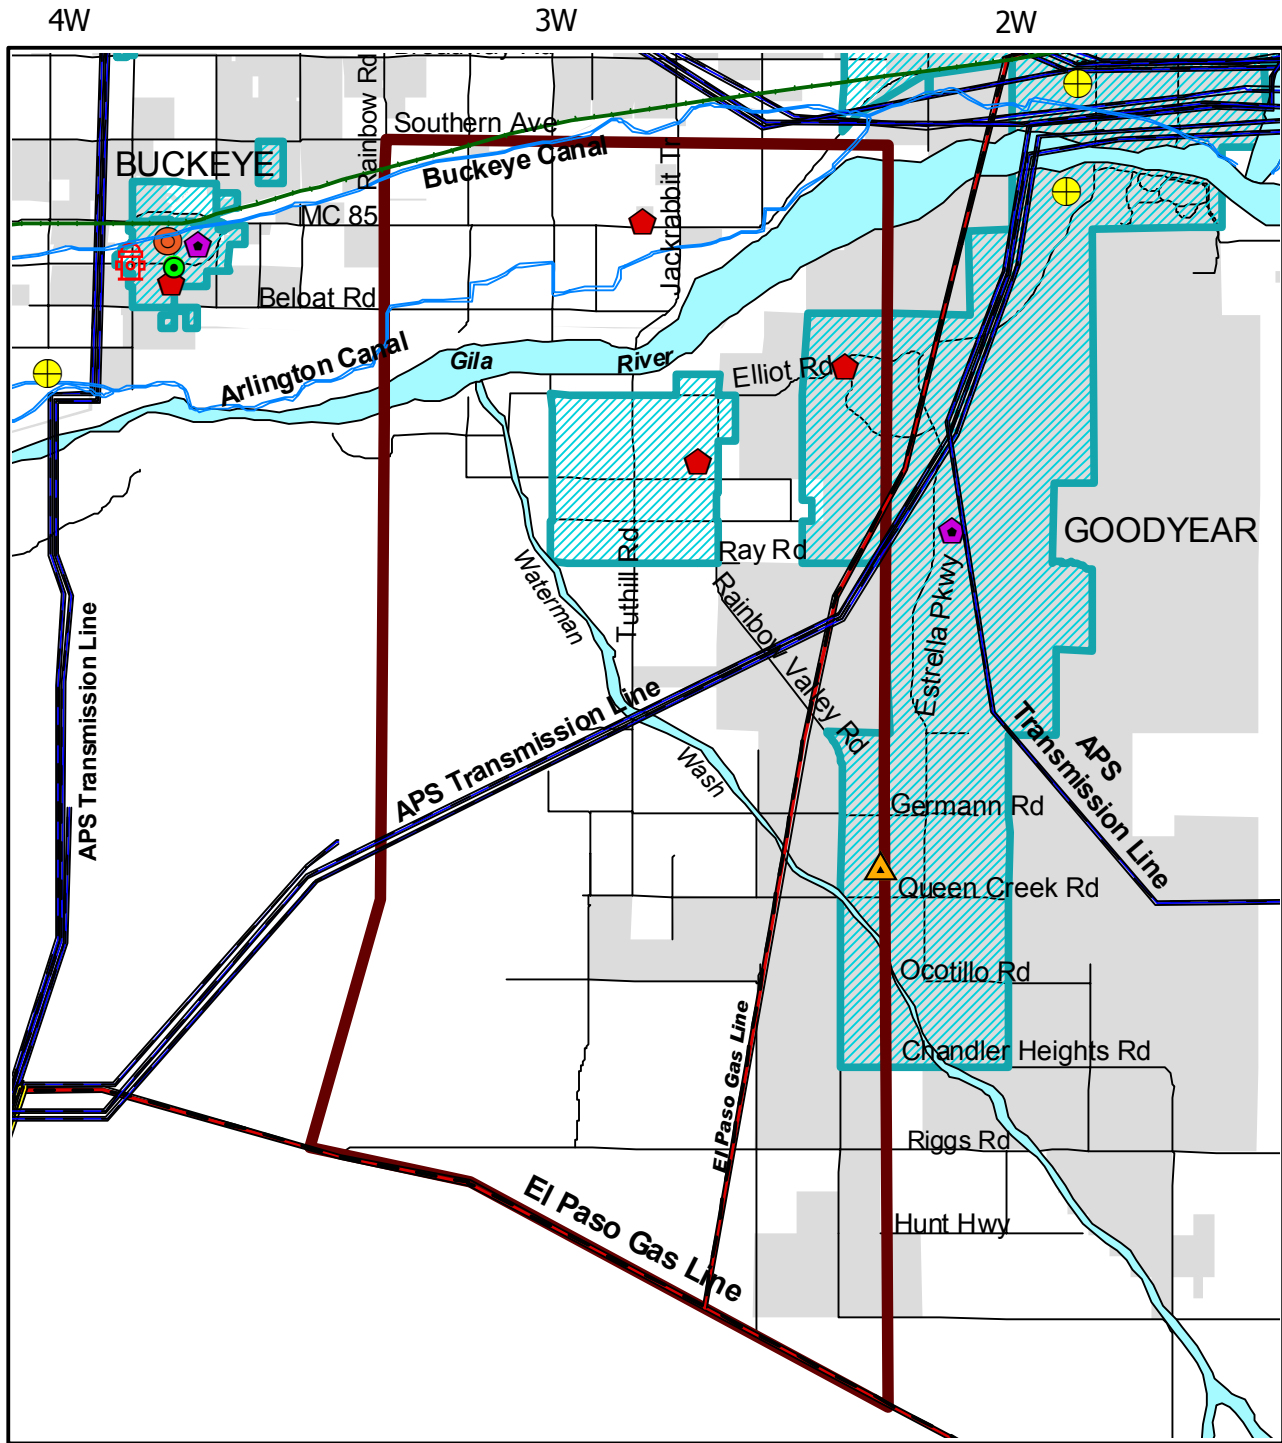 4W
3W
2W
Rainbow Rd
Southern Ave
Buckeye Canal
BUCKEYE
MC 85
Jackrabbit Tr
Beloat Rd
Arlington Canal
Gila
River
Elliot Rd
GOODYEAR
Ray Rd
Waterman
Tuthill Rd
Rainbow Valley Rd
Estrella Pkwy
APS Transmission Line
APS Transmission Line
APS
Transmission Line
Wash
Germann Rd
Queen Creek Rd
Ocotillo Rd
El Paso Gas Line
Chandler Heights Rd
Riggs Rd
El Paso Gas Line
Hunt Hwy